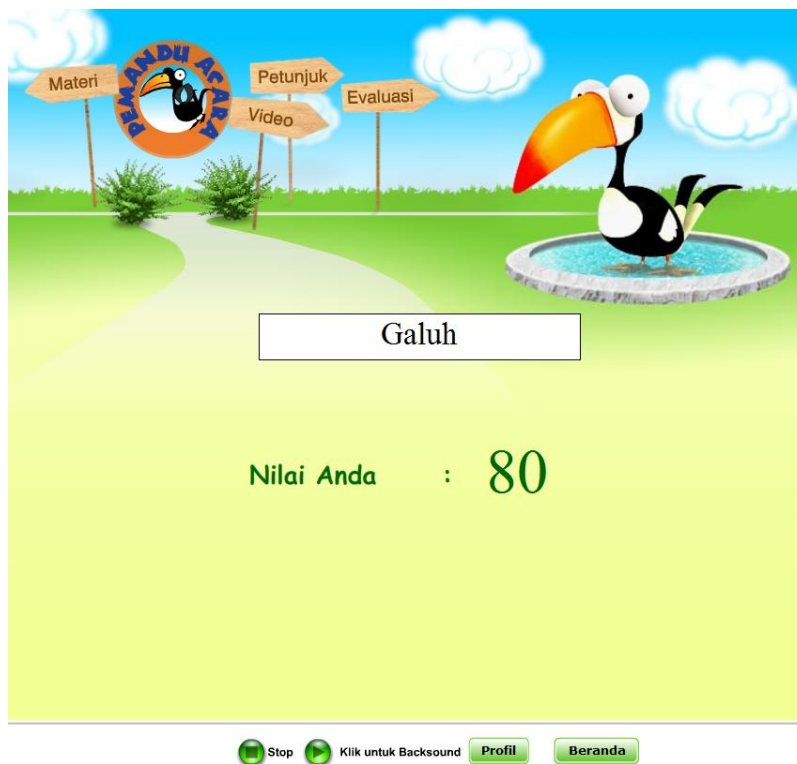 Materi
PEMANDU ACARA
Petunjuk
Video
Evaluasi
Galuh
Nilai Anda : 80
Stop Klik untuk Backsound Profil Beranda